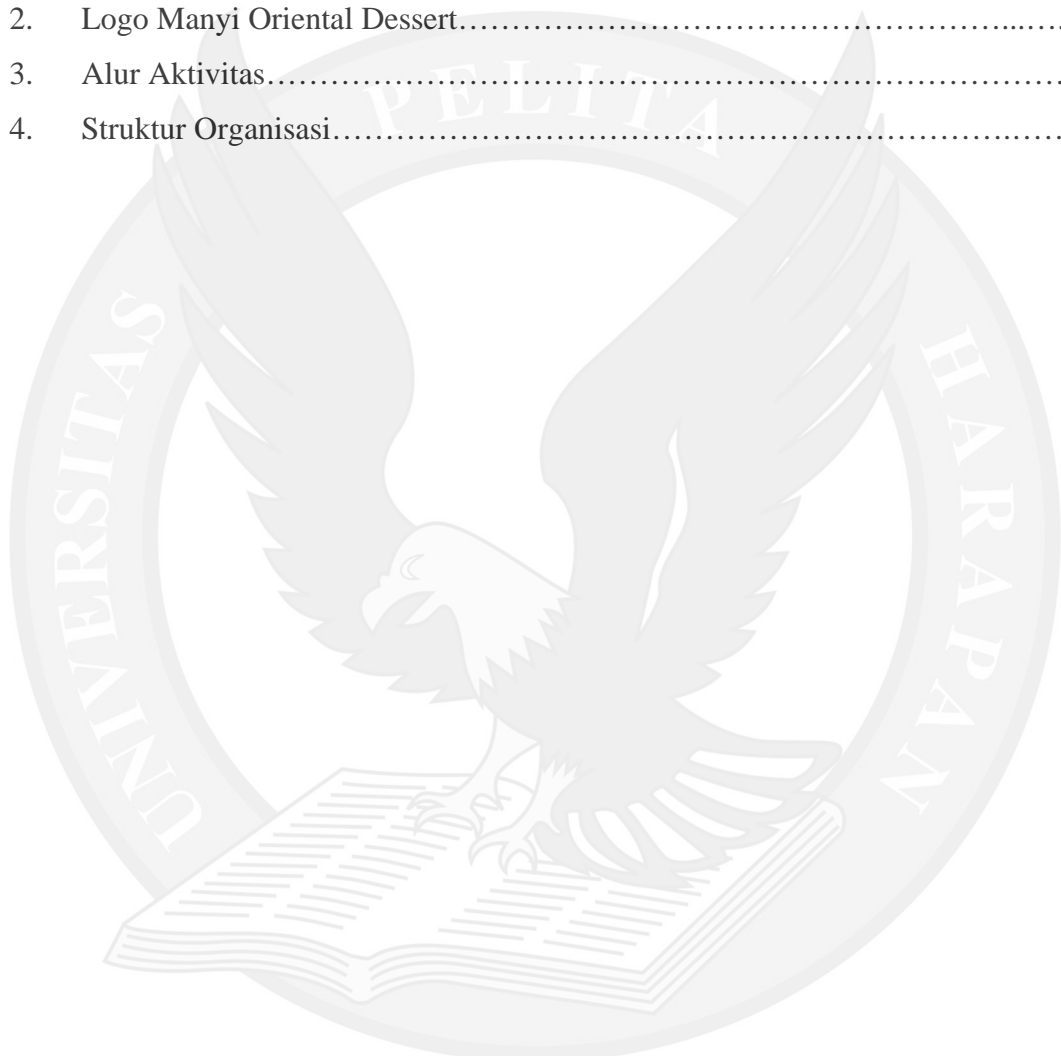 2. Logo Manyi Oriental Dessert…………………………………………...…
3. Alur Aktivitas…………………………………………………………
4. Struktur Organisasi……………………………………………………
UNIVERSITAS PELITA HARAPAN